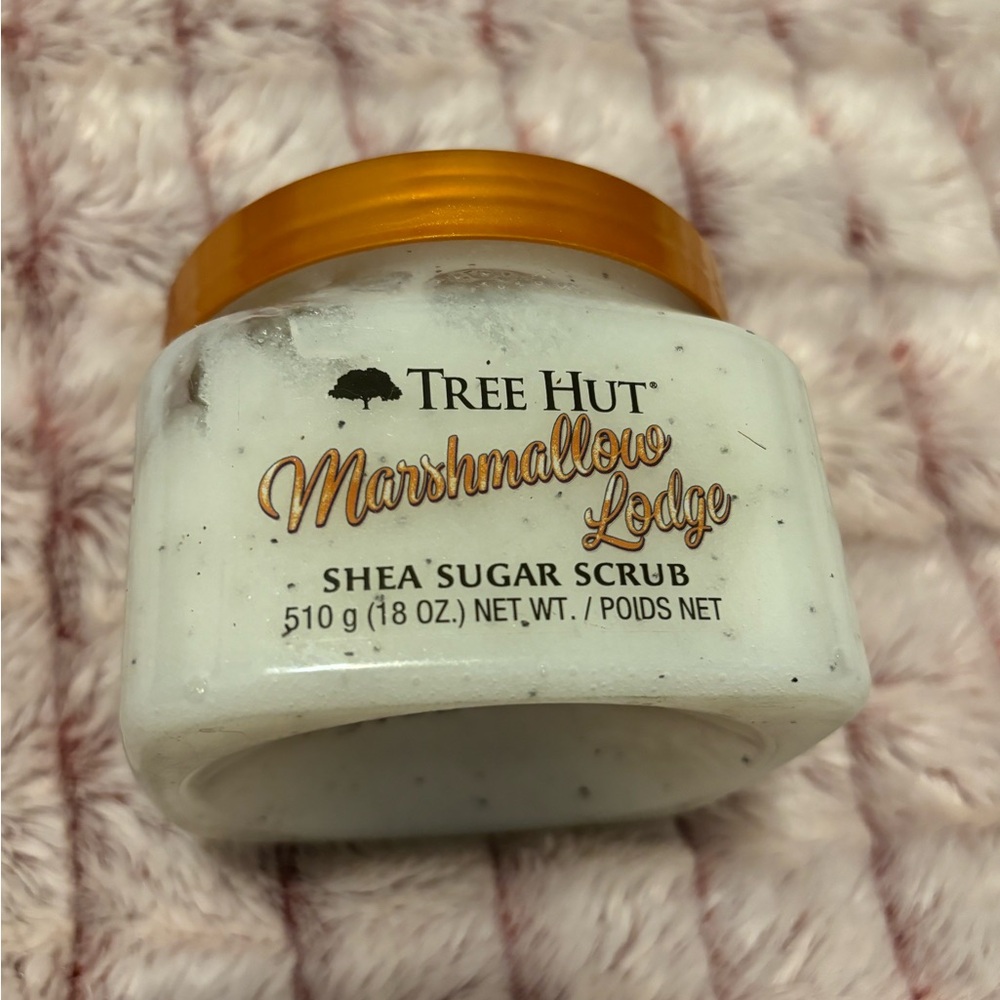 TREE HUT®
Marshmallow
Lodge
SHEA SUGAR SCRUB
510 g (18 OZ.) NET WT. / POIDS NET